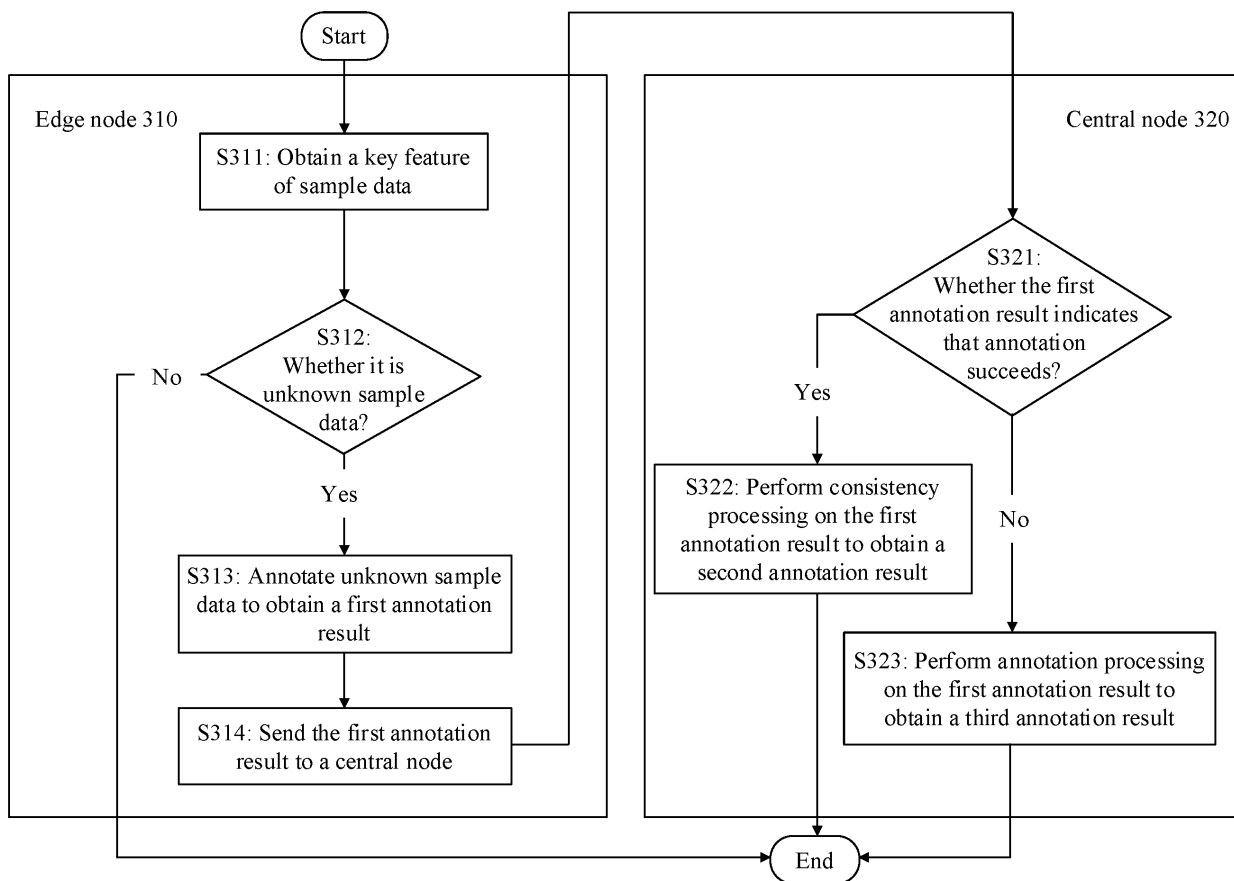 Start
Edge node 310
S311: Obtain a key feature
of sample data
S312:
Whether it is
unknown sample
data?
No
Yes
S313: Annotate unknown sample
data to obtain a first annotation
result
S314: Send the first annotation
result to a central node
Central node 320
S321:
Whether the first
annotation result indicates
that annotation
succeeds?
Yes
No
S322: Perform consistency
processing on the first
annotation result to obtain a
second annotation result
S323: Perform annotation processing
on the first annotation result to
obtain a third annotation result
End